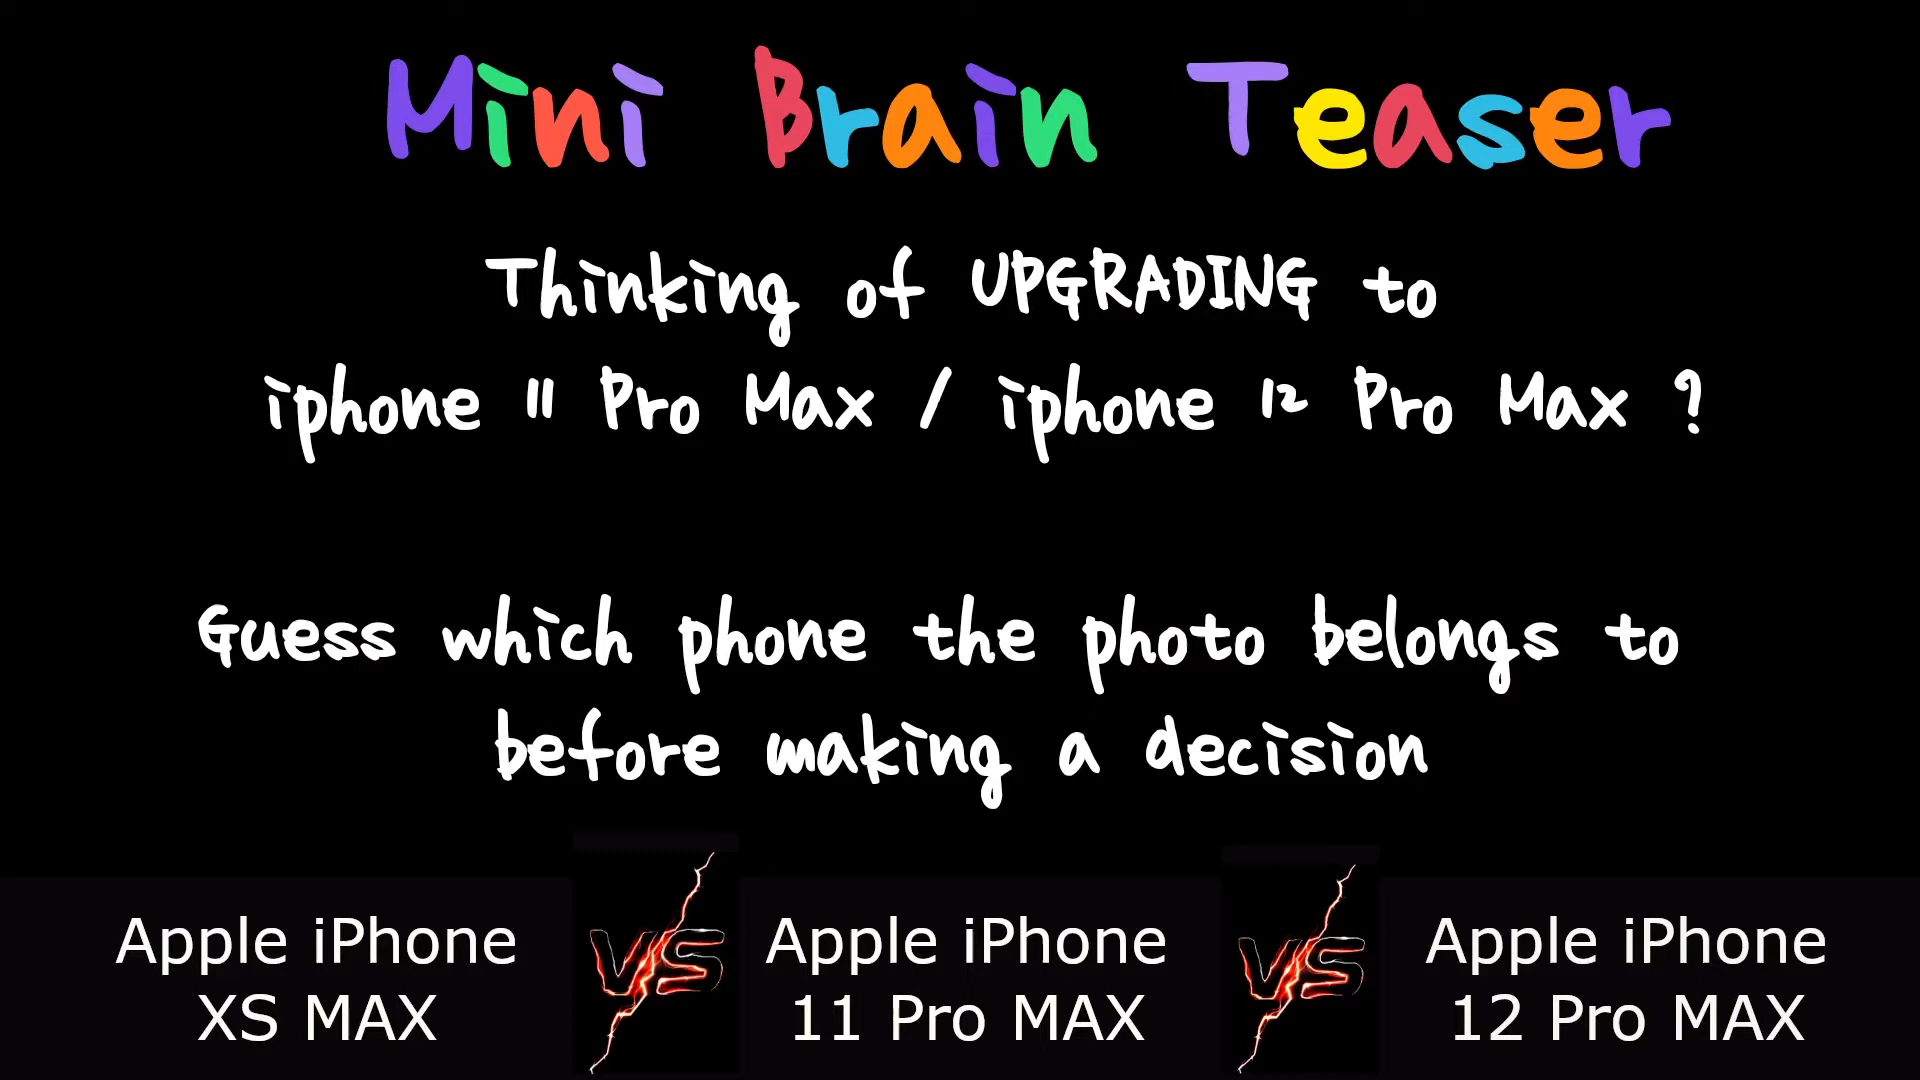 Mini Brain Teaser
Thinking of UPGRADING to
iphone 11 Pro Max / iphone 12 Pro Max ?
Guess which phone the photo belongs to
before making a decision
Apple iPhone
XS MAX
VS
Apple iPhone
11 Pro MAX
VS
Apple iPhone
12 Pro MAX